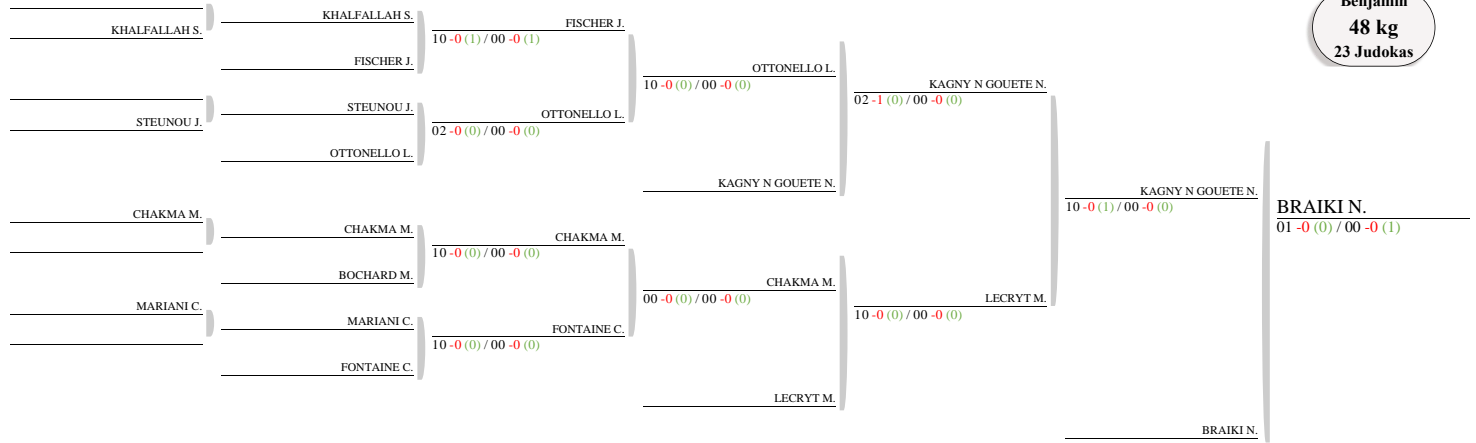 Benjamin
48 kg
23 Judokas
KHALFALLAH S.
STEUNOU J.
CHAKMA M.
MARIANI C.
KHALFALLAH S.
FISCHER J.
STEUNOU J.
OTTONELLO L.
CHAKMA M.
BOCHARD M.
MARIANI C.
FONTAINE C.
FISCHER J.
10 -0 (1) / 00 -0 (1)
OTTONELLO L.
02 -0 (0) / 00 -0 (0)
CHAKMA M.
10 -0 (0) / 00 -0 (0)
FONTAINE C.
10 -0 (0) / 00 -0 (0)
OTTONELLO L.
10 -0 (0) / 00 -0 (0)
KAGNY N GOUETE N.
CHAKMA M.
00 -0 (0) / 00 -0 (0)
LECRYT M.
KAGNY N GOUETE N.
02 -1 (0) / 00 -0 (0)
LECRYT M.
10 -0 (0) / 00 -0 (0)
KAGNY N GOUETE N.
10 -0 (1) / 00 -0 (0)
BRAIKI N.
BRAIKI N.
01 -0 (0) / 00 -0 (1)